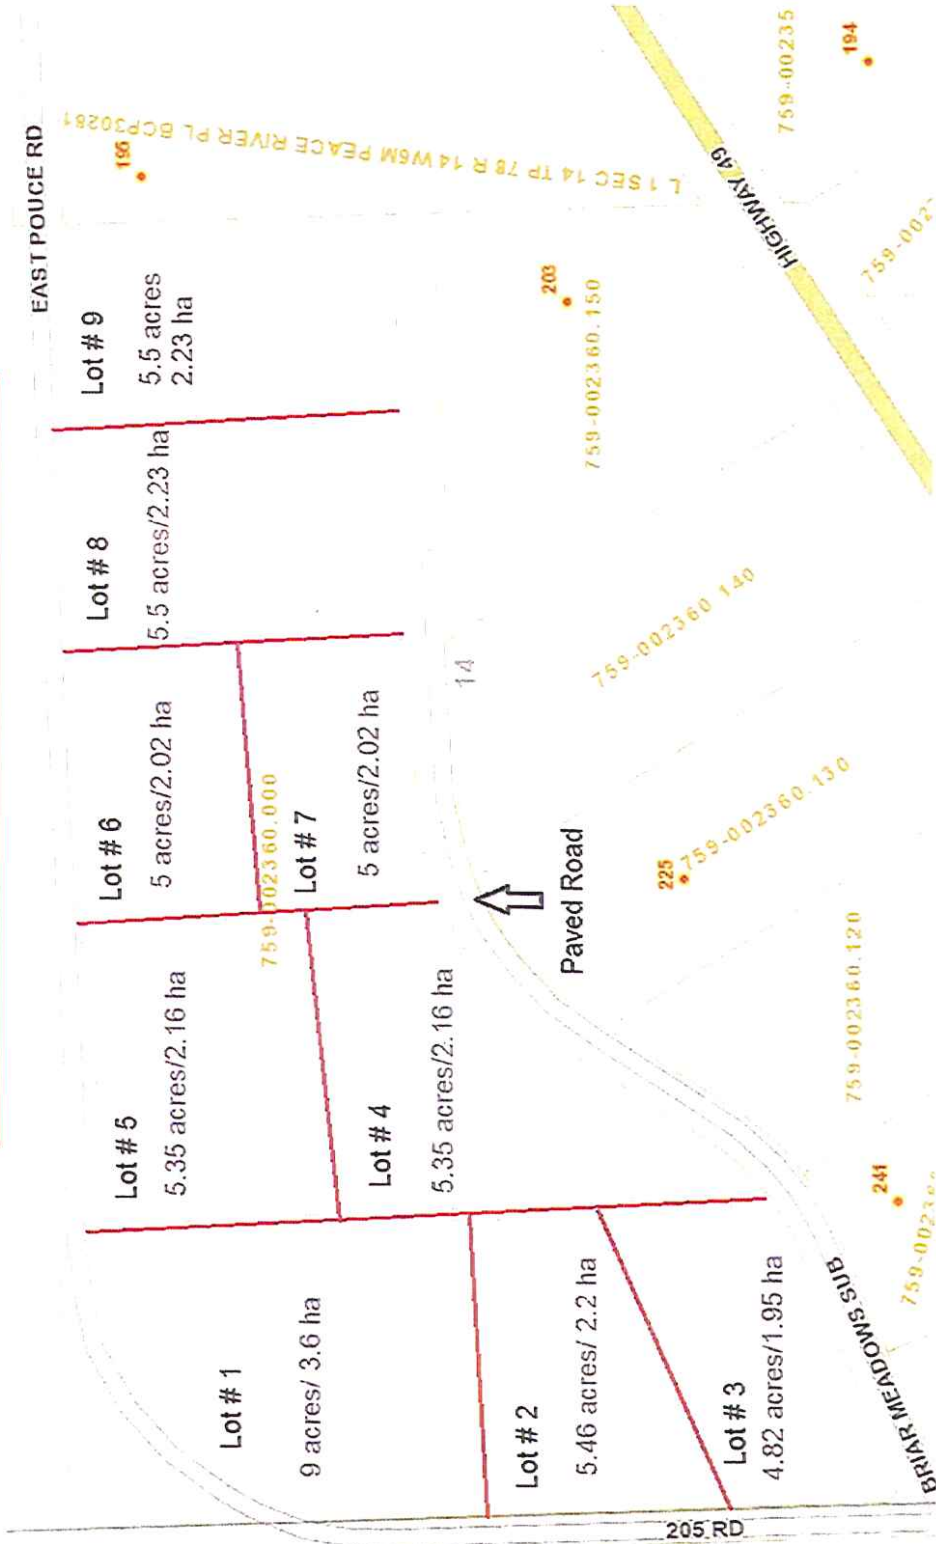 EAST POUCE RD
195
L 1 SEC 14 TP 78 R 14 W6M PEACE RIVER PL BCP30281
Lot # 9
5.5 acres
2.23 ha
Lot # 8
5.5 acres/2.23 ha
Lot # 6
5 acres/2.02 ha
759-002360.000
Lot # 7
5 acres/2.02 ha
Lot # 5
5.35 acres/2.16 ha
Lot # 4
5.35 acres/2.16 ha
Lot # 1
9 acres/ 3.6 ha
Lot # 2
5.46 acres/ 2.2 ha
Lot # 3
4.82 acres/1.95 ha
205 RD
BRIAR MEADOWS SUB
Paved Road
14
203
759-002360.150
759-002360 140
225
759-002360.130
759-002360.120
241
HIGHWAY 49
194
759-00235
759-002